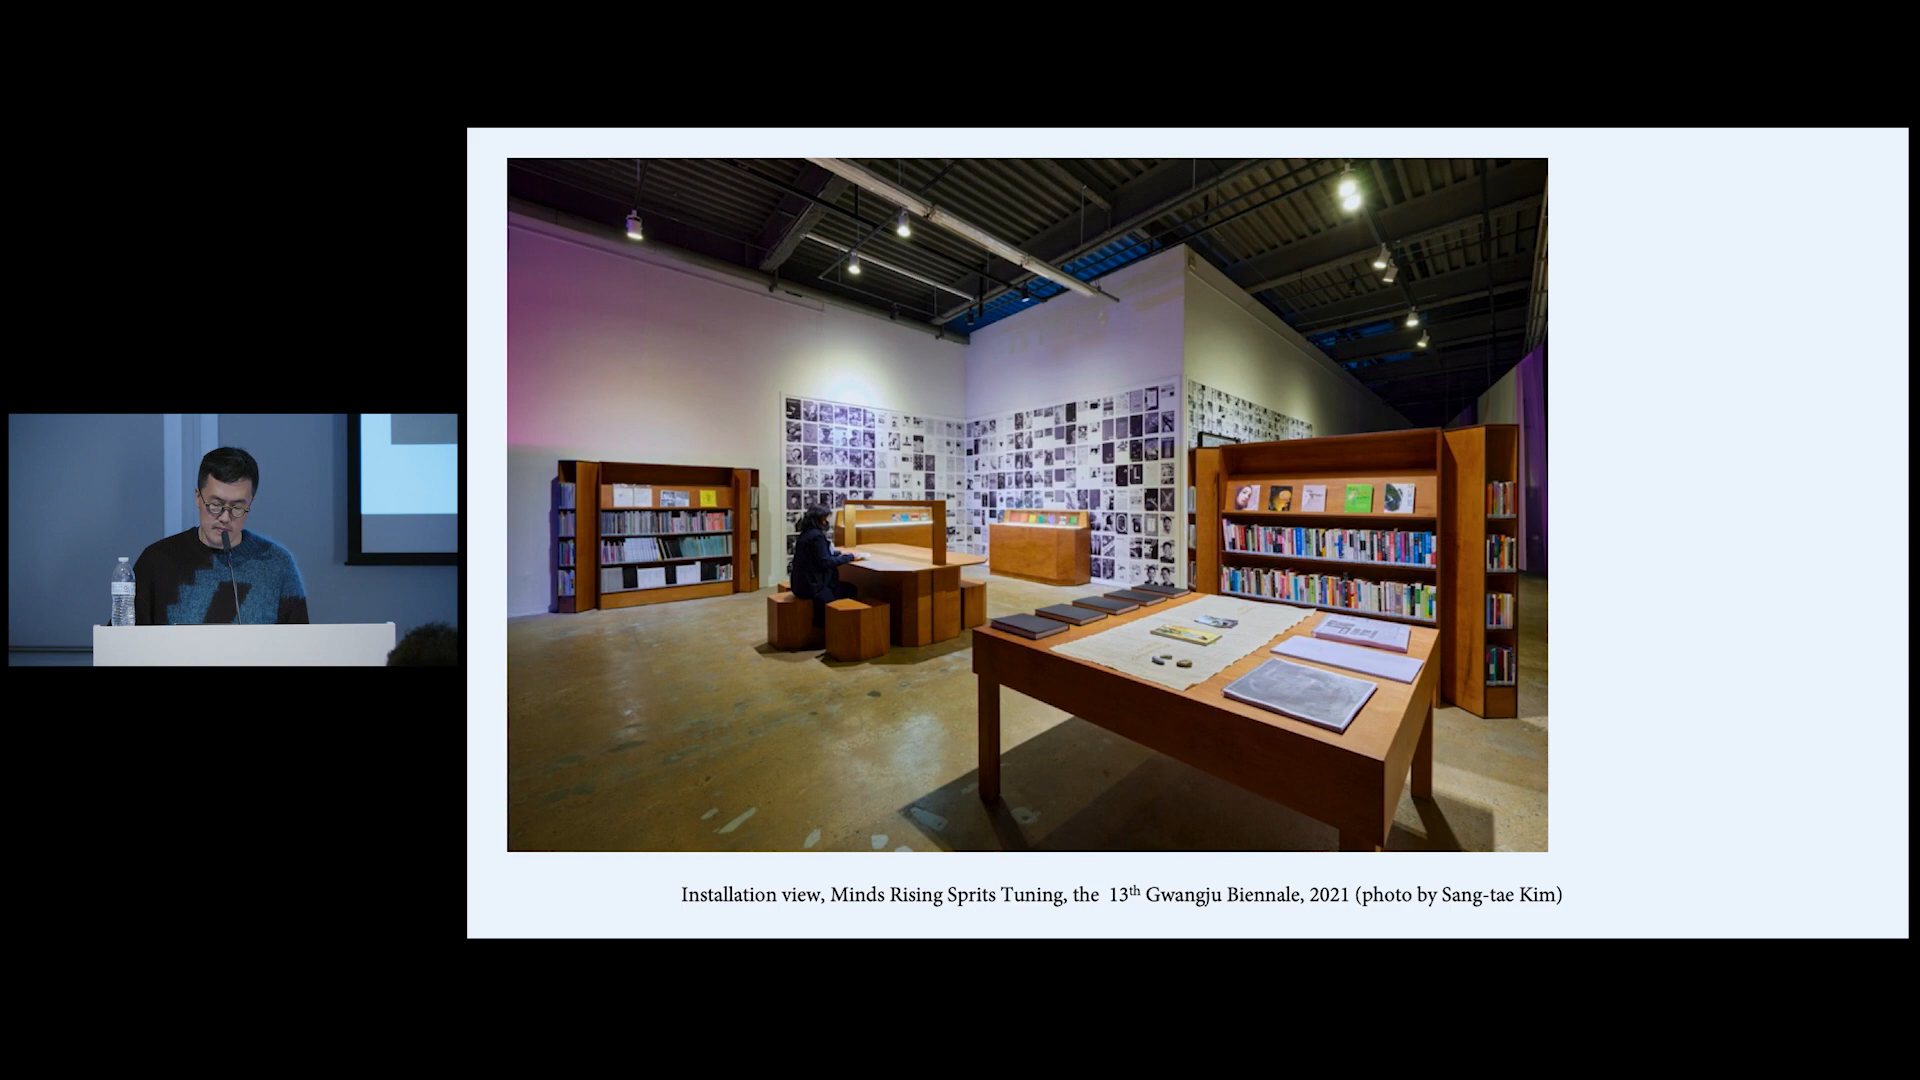 Installation view, Minds Rising Sprits Tuning, the 13th Gwangju Biennale, 2021 (photo by Sang-tae Kim)